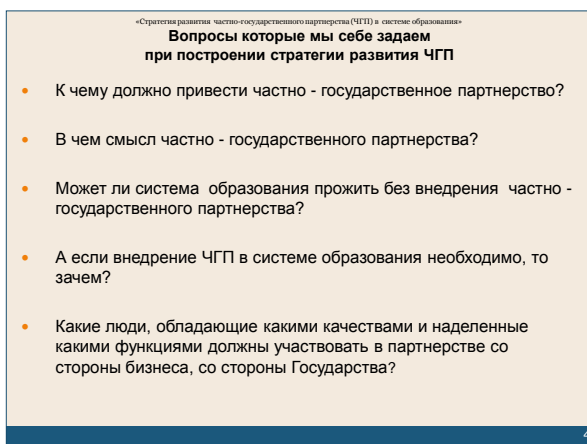 «Стратегия развития частно-государственного партнерства (ЧГП) в системе образования»
Вопросы которые мы себе задаем
при построении стратегии развития ЧГП
• К чему должно привести частно - государственное партнерство?
• В чем смысл частно - государственного партнерства?
• Может ли система образования прожить без внедрения частно -
государственного партнерства?
• А если внедрение ЧГП в системе образования необходимо, то
зачем?
• Какие люди, обладающие какими качествами и наделенные
какими функциями должны участвовать в партнерстве со
стороны бизнеса, со стороны Государства?